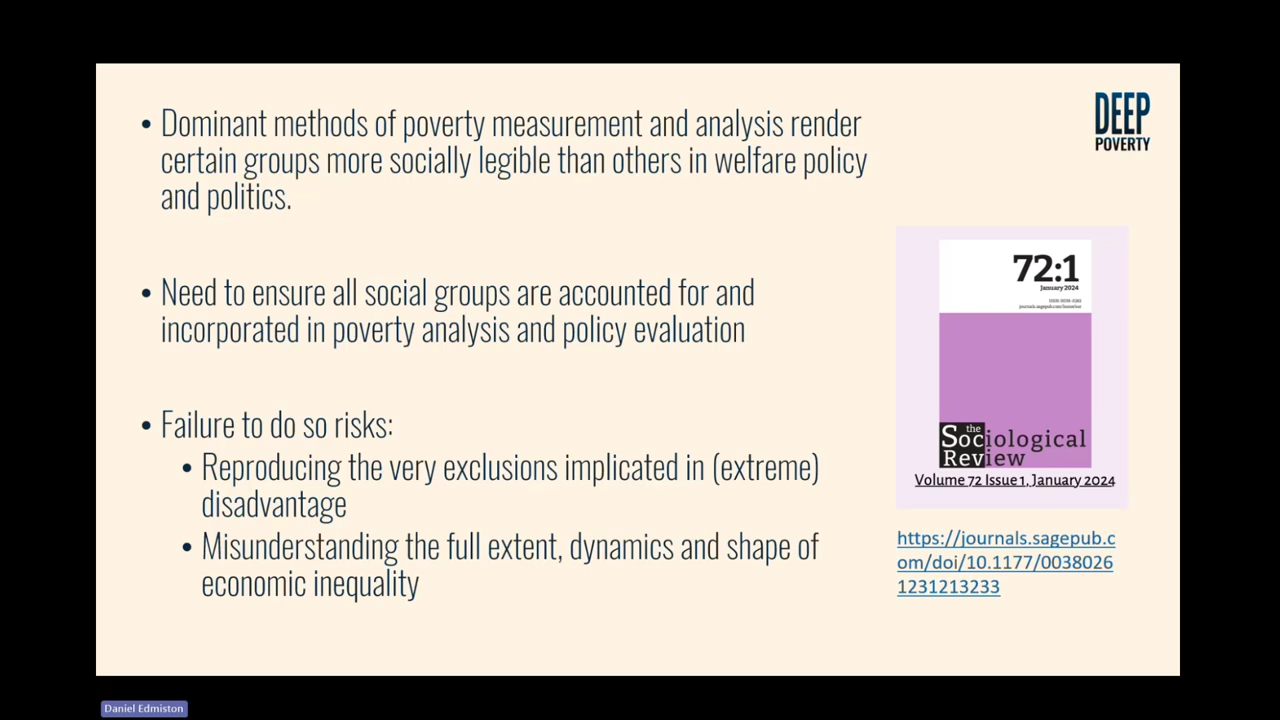 • Dominant methods of poverty measurement and analysis render
certain groups more socially legible than others in welfare policy
and politics.
• Need to ensure all social groups are accounted for and
incorporated in poverty analysis and policy evaluation
• Failure to do so risks:
• Reproducing the very exclusions implicated in (extreme)
disadvantage
• Misunderstanding the full extent, dynamics and shape of
economic inequality
DEEP
POVERTY
72:1
January 2024
the
Sociological
Review
Volume 72 Issue 1, January 2024
https://journals.sagepub.c
om/doi/10.1177/0038026
1231213233
Daniel Edmiston